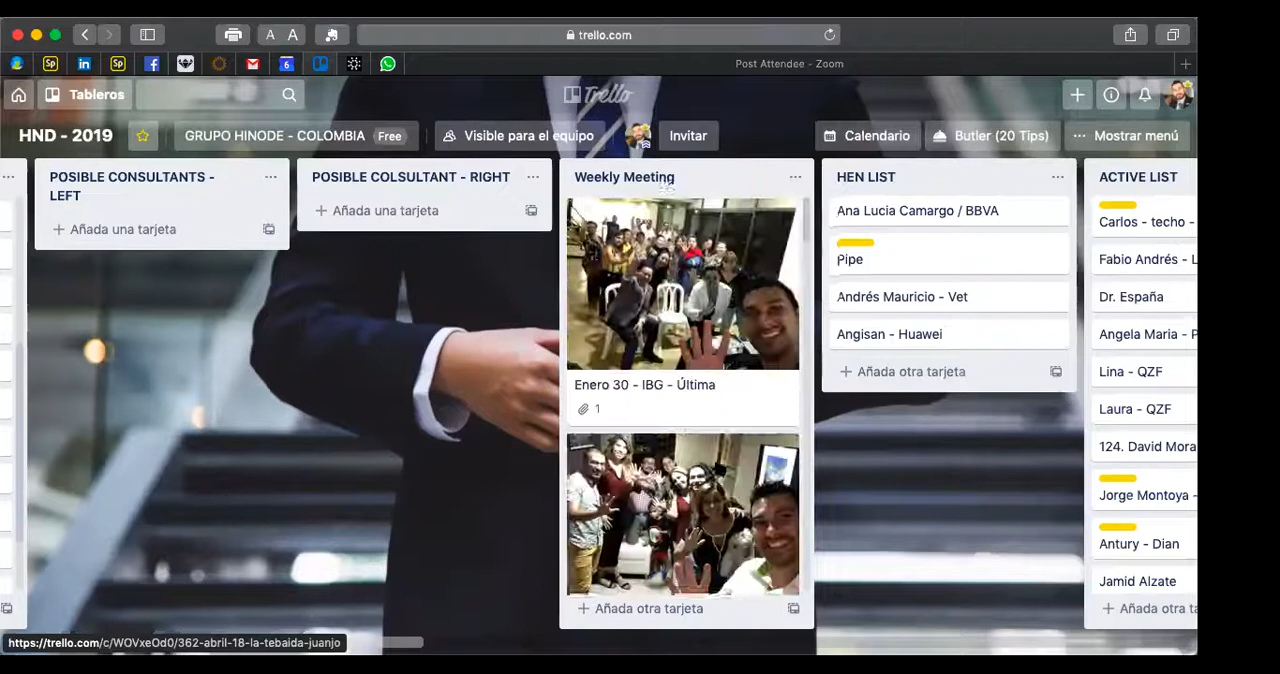 trello.com
A A
Sp
in
Sp
6
Post Attendee - Zoom
Tableros
Trello
HND - 2019
GRUPO HINODE - COLOMBIA Free
Visible para el equipo
Invitar
Calendario
Butler (20 Tips)
Mostrar menú
POSIBLE CONSULTANTS -
LEFT
Añada una tarjeta
POSIBLE COLSULTANT - RIGHT
Añada una tarjeta
Weekly Meeting
Enero 30 - IBG - Última
1
Añada otra tarjeta
HEN LIST
Ana Lucia Camargo / BBVA
Pipe
Andrés Mauricio - Vet
Angisan - Huawei
Añada otra tarjeta
ACTIVE LIST
Carlos - techo -
Fabio Andrés - L
Dr. España
Angela Maria - P
Lina - QZF
Laura - QZF
124. David Mora
Jorge Montoya -
Antury - Dian
Jamid Alzate
Añada otra ta
https://trello.com/c/WOVxeOd0/362-abril-18-la-tebaida-juanjo